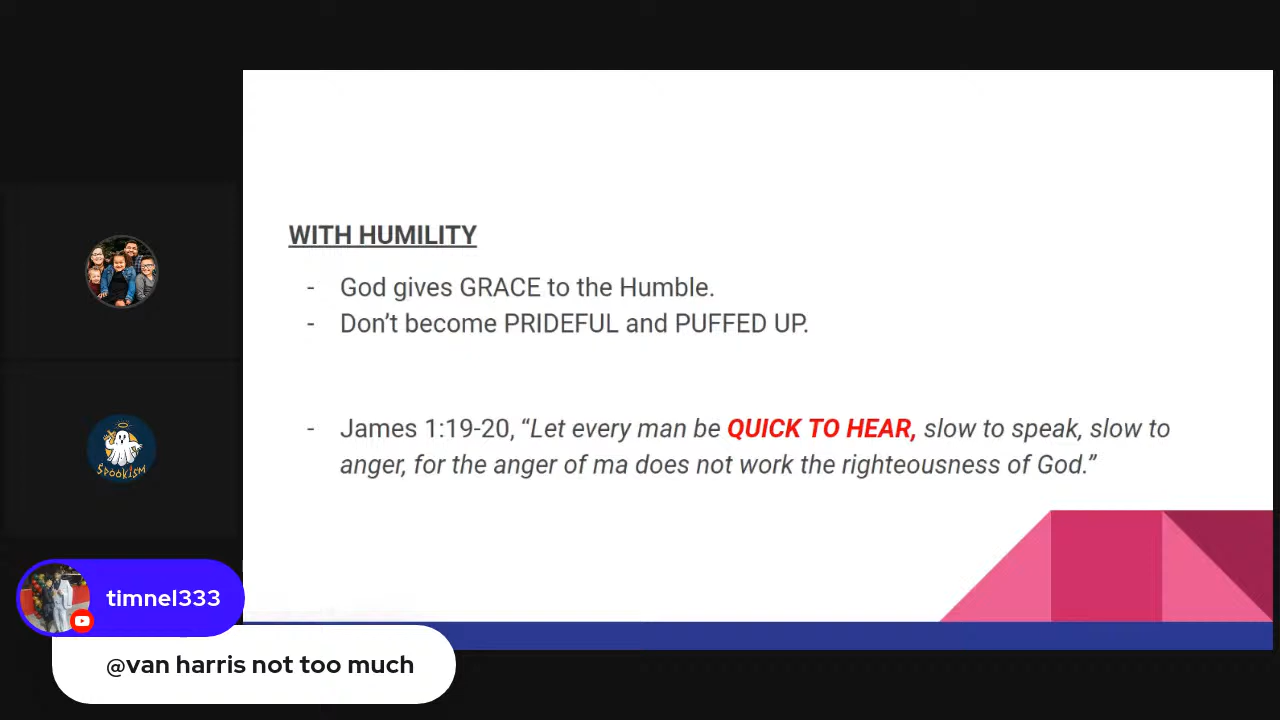 WITH HUMILITY
- God gives GRACE to the Humble.
- Don't become PRIDEFUL and PUFFED UP.
- James 1:19-20, “Let every man be QUICK TO HEAR, slow to speak, slow to
anger, for the anger of ma does not work the righteousness of God.”
SPOOKISM
timnel333
@van harris not too much